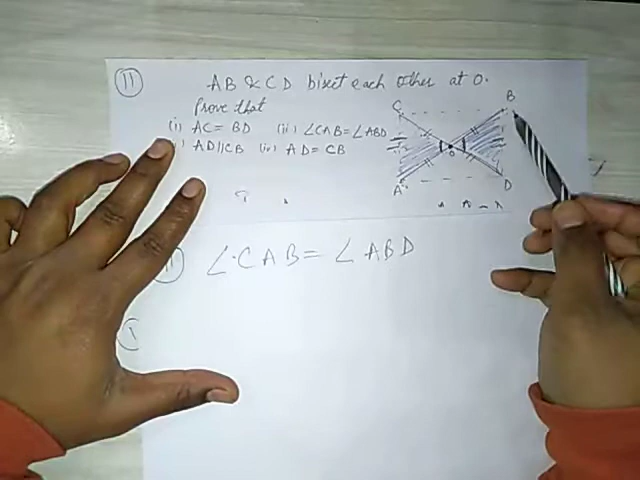 11 AB & CD bisct each other at O.
Prove that
(i) AC = BD (ii) ∠CAB = ∠ABD
) AD||CB (iv) AD = CB
C B
O
A D
∠CAB = ∠ABD